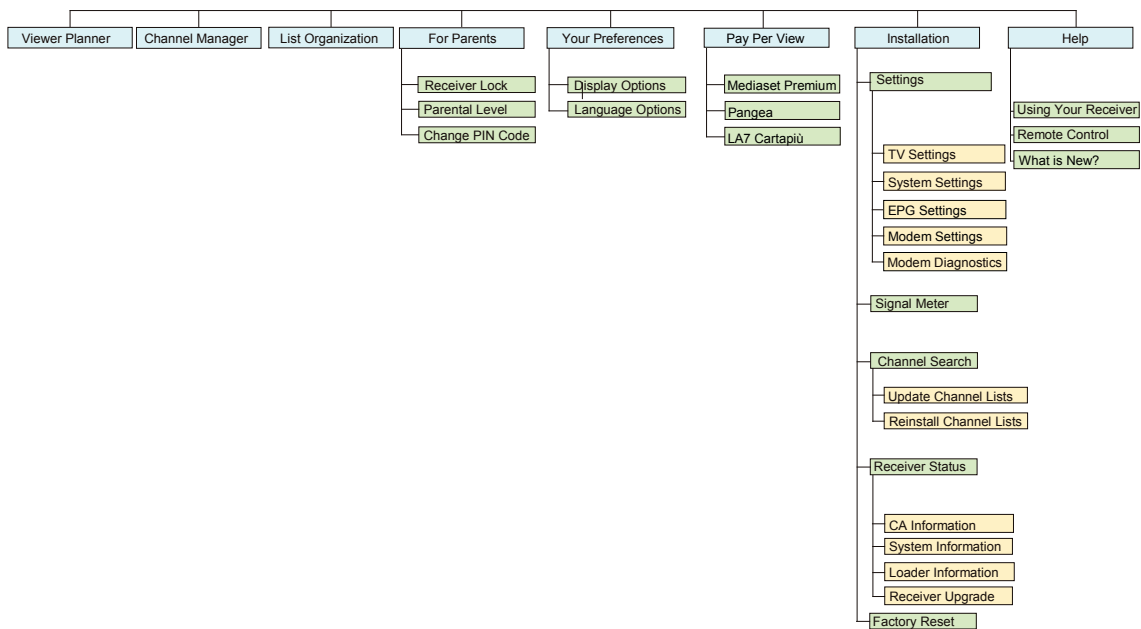 Viewer Planner
Channel Manager
List Organization
For Parents
Your Preferences
Pay Per View
Installation
Help
Receiver Lock
Parental Level
Change PIN Code
Display Options
Language Options
Mediaset Premium
Pangea
LA7 Cartapiù
Settings
TV Settings
System Settings
EPG Settings
Modem Settings
Modem Diagnostics
Signal Meter
Channel Search
Update Channel Lists
Reinstall Channel Lists
Receiver Status
CA Information
System Information
Loader Information
Receiver Upgrade
Factory Reset
Using Your Receiver
Remote Control
What is New?